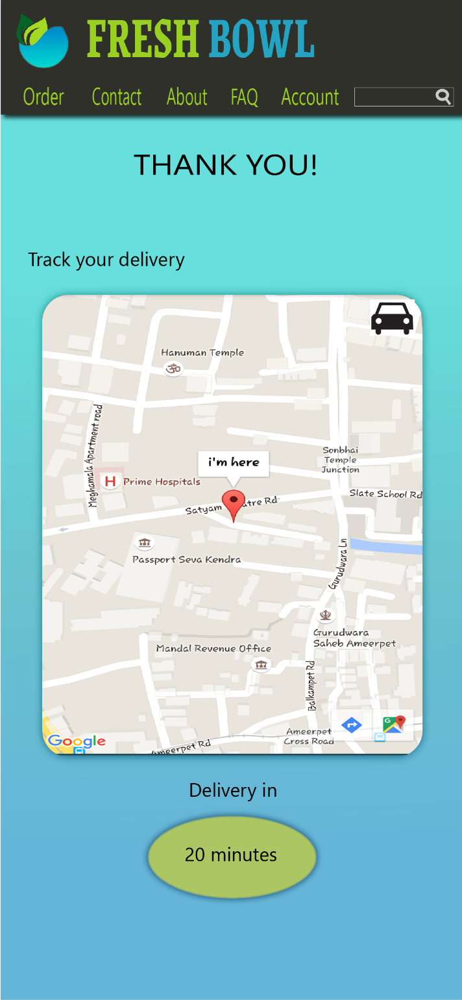 FRESH BOWL
Order Contact About FAQ Account
THANK YOU!
Track your delivery
Hanuman Temple
Meghamala Apartment road
Sonbhai
Temple
Junction
i'm here
Prime Hospitals
Slate School Rd
Satyam atre Rd
Passport Seva Kendra
Gurudwara Ln
Gurudwara
Saheb Ameerpet
Mandal Revenue Office
Balkampet Rd
Ameerpet
Cross Road
Google
Ameerpet Rd
Delivery in
20 minutes